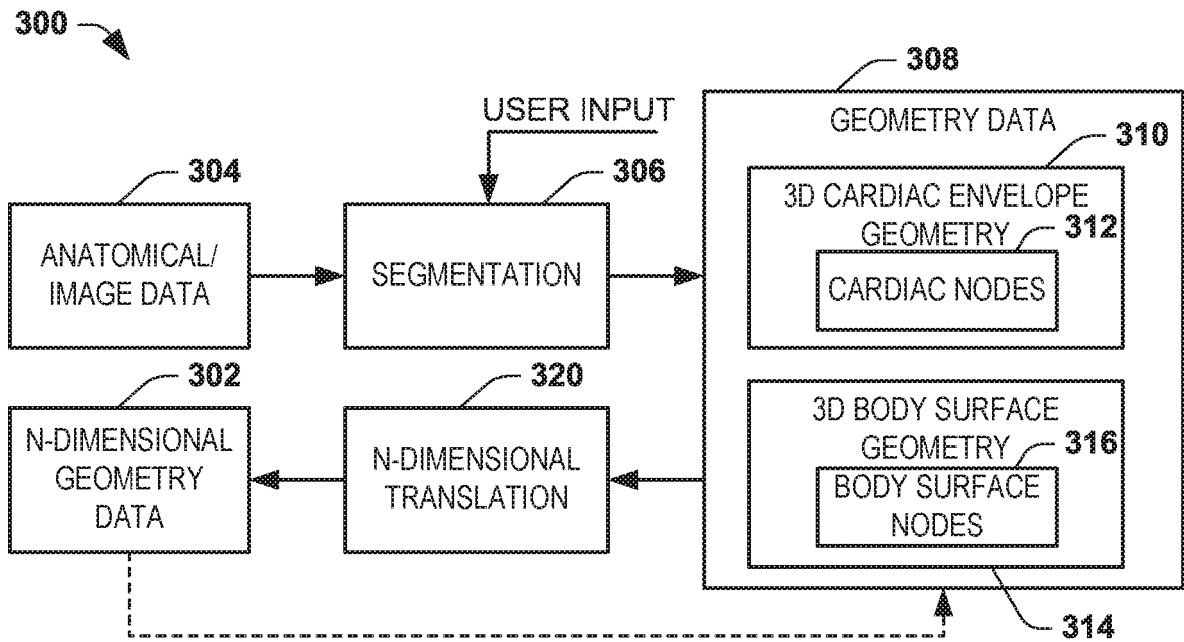 300
308
USER INPUT
GEOMETRY DATA
310
304
306
3D CARDIAC ENVELOPE
GEOMETRY
312
ANATOMICAL/
IMAGE DATA
SEGMENTATION
CARDIAC NODES
302
320
3D BODY SURFACE
GEOMETRY
316
N-DIMENSIONAL
GEOMETRY
DATA
N-DIMENSIONAL
TRANSLATION
BODY SURFACE
NODES
314